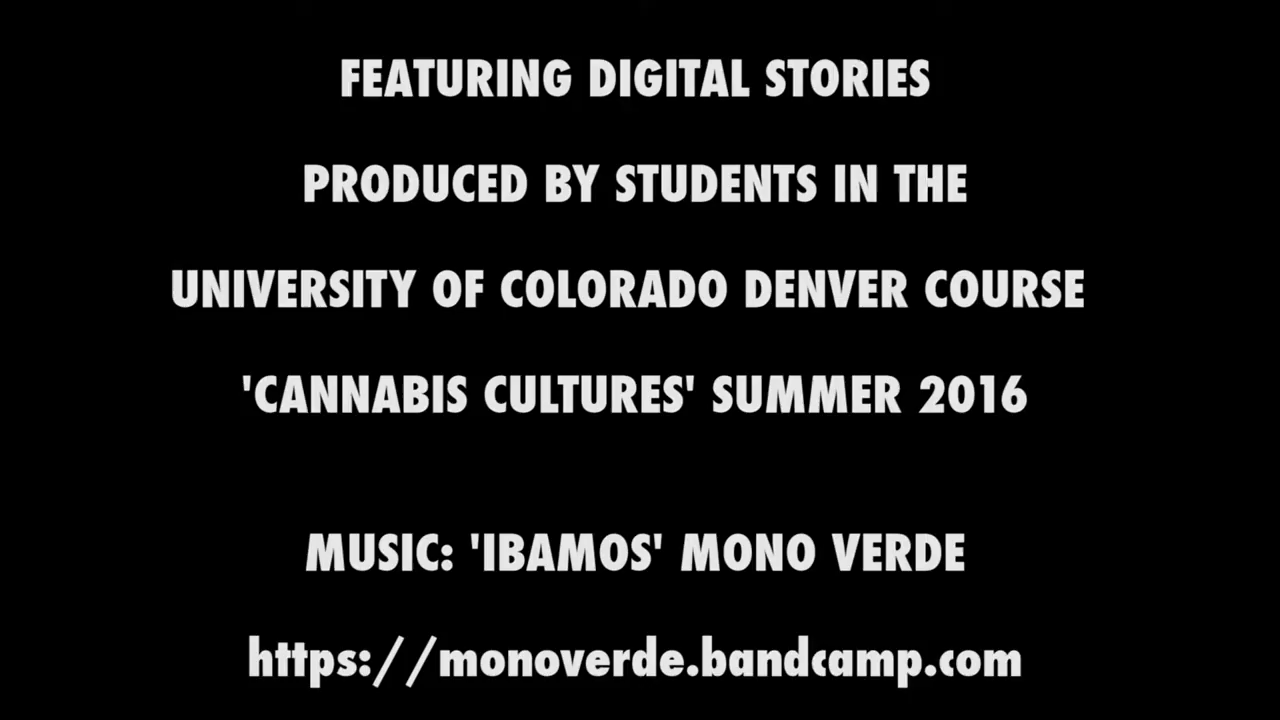 FEATURING DIGITAL STORIES
PRODUCED BY STUDENTS IN THE
UNIVERSITY OF COLORADO DENVER COURSE
'CANNABIS CULTURES' SUMMER 2016
MUSIC: 'IBAMOS' MONO VERDE
https://monoverde.bandcamp.com